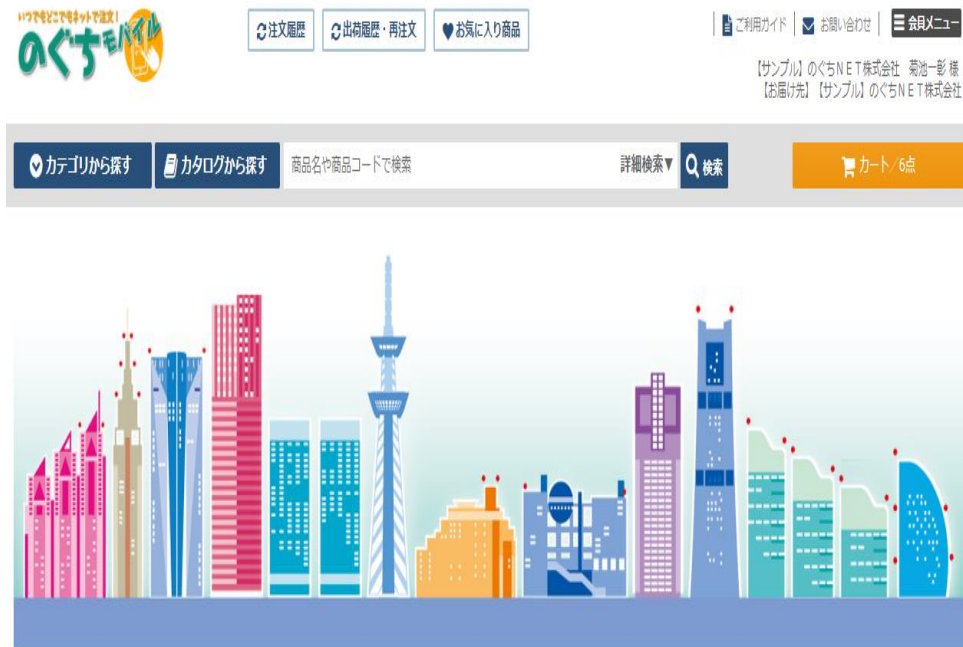 いつでもどこでもネットで注文!
のぐちモバイル
注文履歴
出荷履歴・再注文
お気に入り商品
ご利用ガイド
お問い合わせ
会員メニュー
【サンプル】のぐちNET株式会社 菊池一彰 様
【お届け先】【サンプル】のぐちNET株式会社
カテゴリから探す
カタログから探す
商品名や商品コードで検索
詳細検索▼
検索
カート/6点